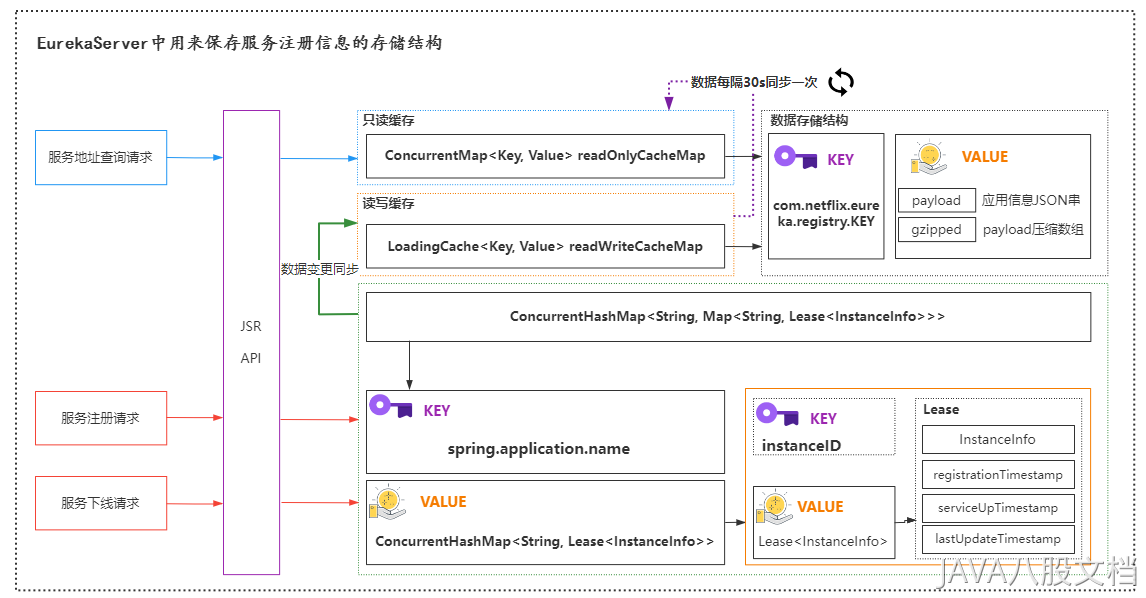 EurekaServer中用来保存服务注册信息的存储结构
数据每隔30s同步一次
只读缓存
数据存储结构
服务地址查询请求
ConcurrentMap<Key, Value> readOnlyCacheMap
KEY
com.netflix.eure
ka.registry.KEY
VALUE
payload
应用信息JSON串
gzipped
payload压缩数组
读写缓存
LoadingCache<Key, Value> readWriteCacheMap
数据变更同步
JSR
API
ConcurrentHashMap<String, Map<String, Lease<InstanceInfo>>>
服务注册请求
KEY
spring.application.name
KEY
instanceID
Lease
InstanceInfo
registrationTimestamp
serviceUpTimestamp
lastUpdateTimestamp
服务下线请求
VALUE
ConcurrentHashMap<String, Lease<InstanceInfo>>
VALUE
Lease<InstanceInfo>
JAVA八股文档